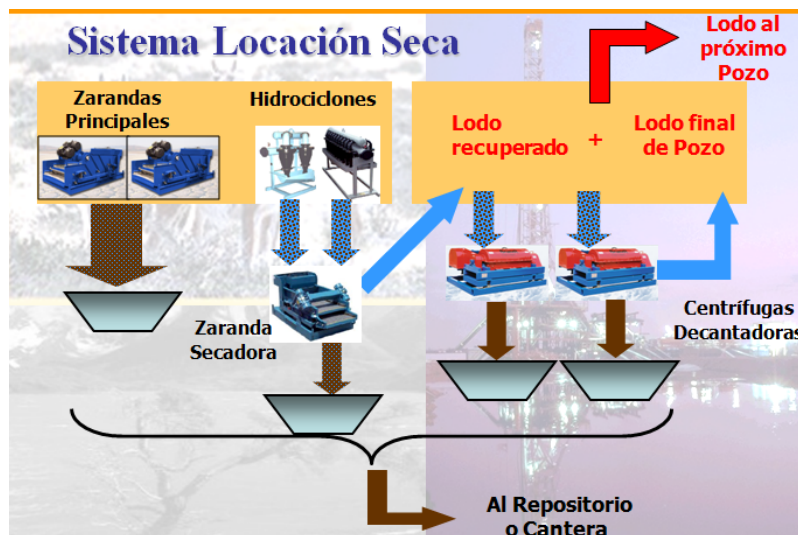 Sistema Locación Seca
Lodo al
próximo
Pozo
Zarandas
Principales
Hidrociclones
Lodo
recuperado
+
Lodo final
de Pozo
Zaranda
Secadora
Centrífugas
Decantadoras
Al Repositorio
o Cantera